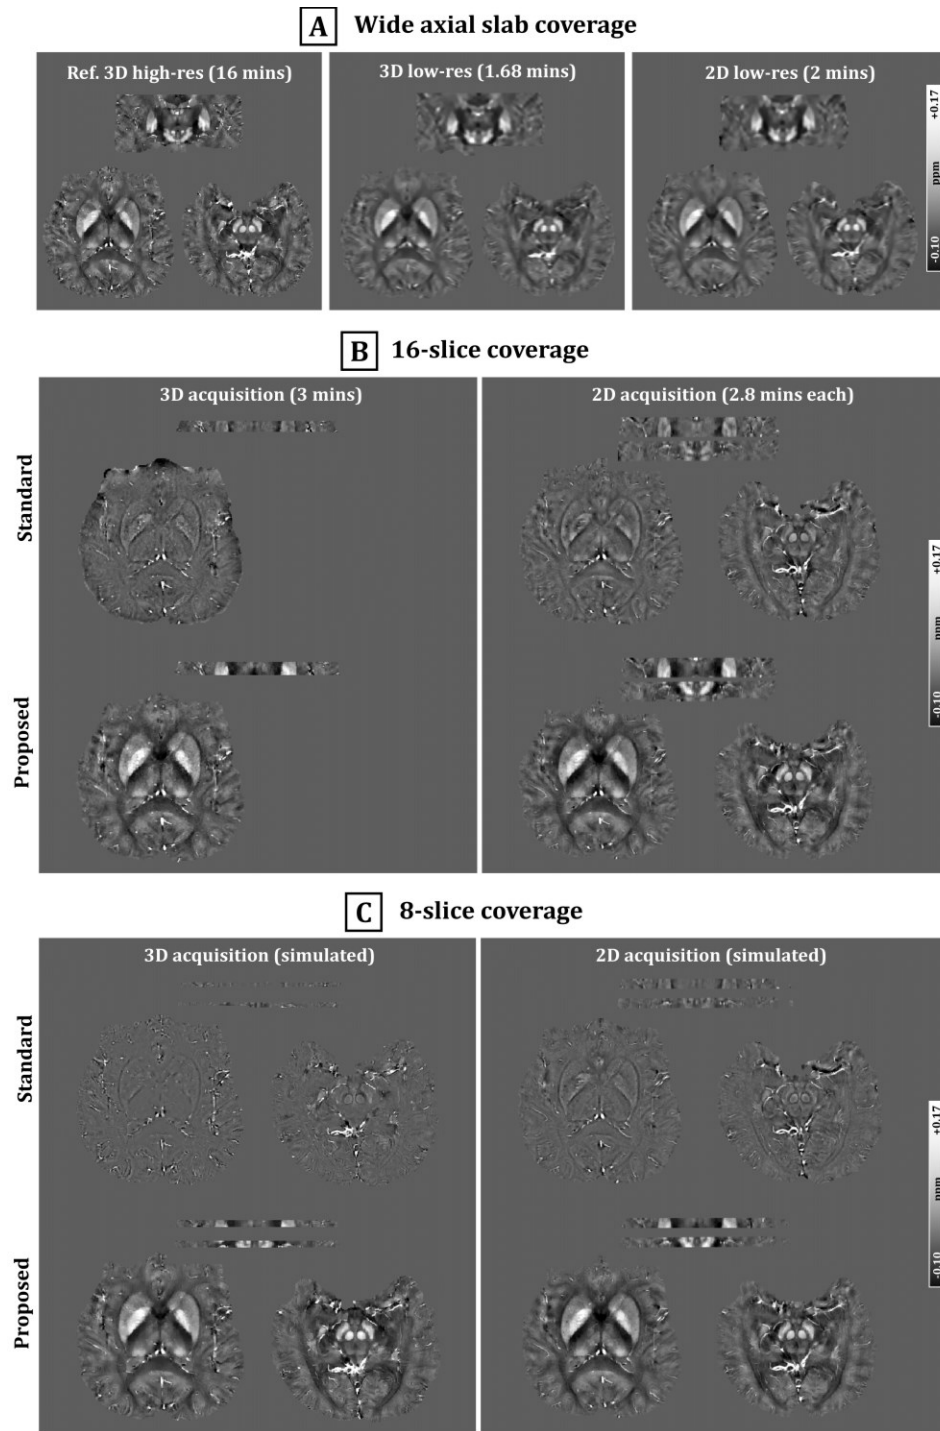 A Wide axial slab coverage
Ref. 3D high-res (16 mins)
3D low-res (1.68 mins)
2D low-res (2 mins)
+0.17
ppm
-0.10
B 16-slice coverage
3D acquisition (3 mins)
2D acquisition (2.8 mins each)
Standard
Proposed
+0.17
ppm
-0.10
C 8-slice coverage
3D acquisition (simulated)
2D acquisition (simulated)
Standard
Proposed
+0.17
ppm
-0.10